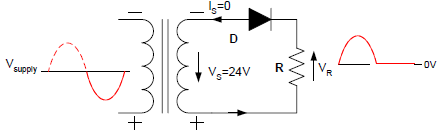 I_S=0
D
V_supply
V_S=24V
R
V_R
0V